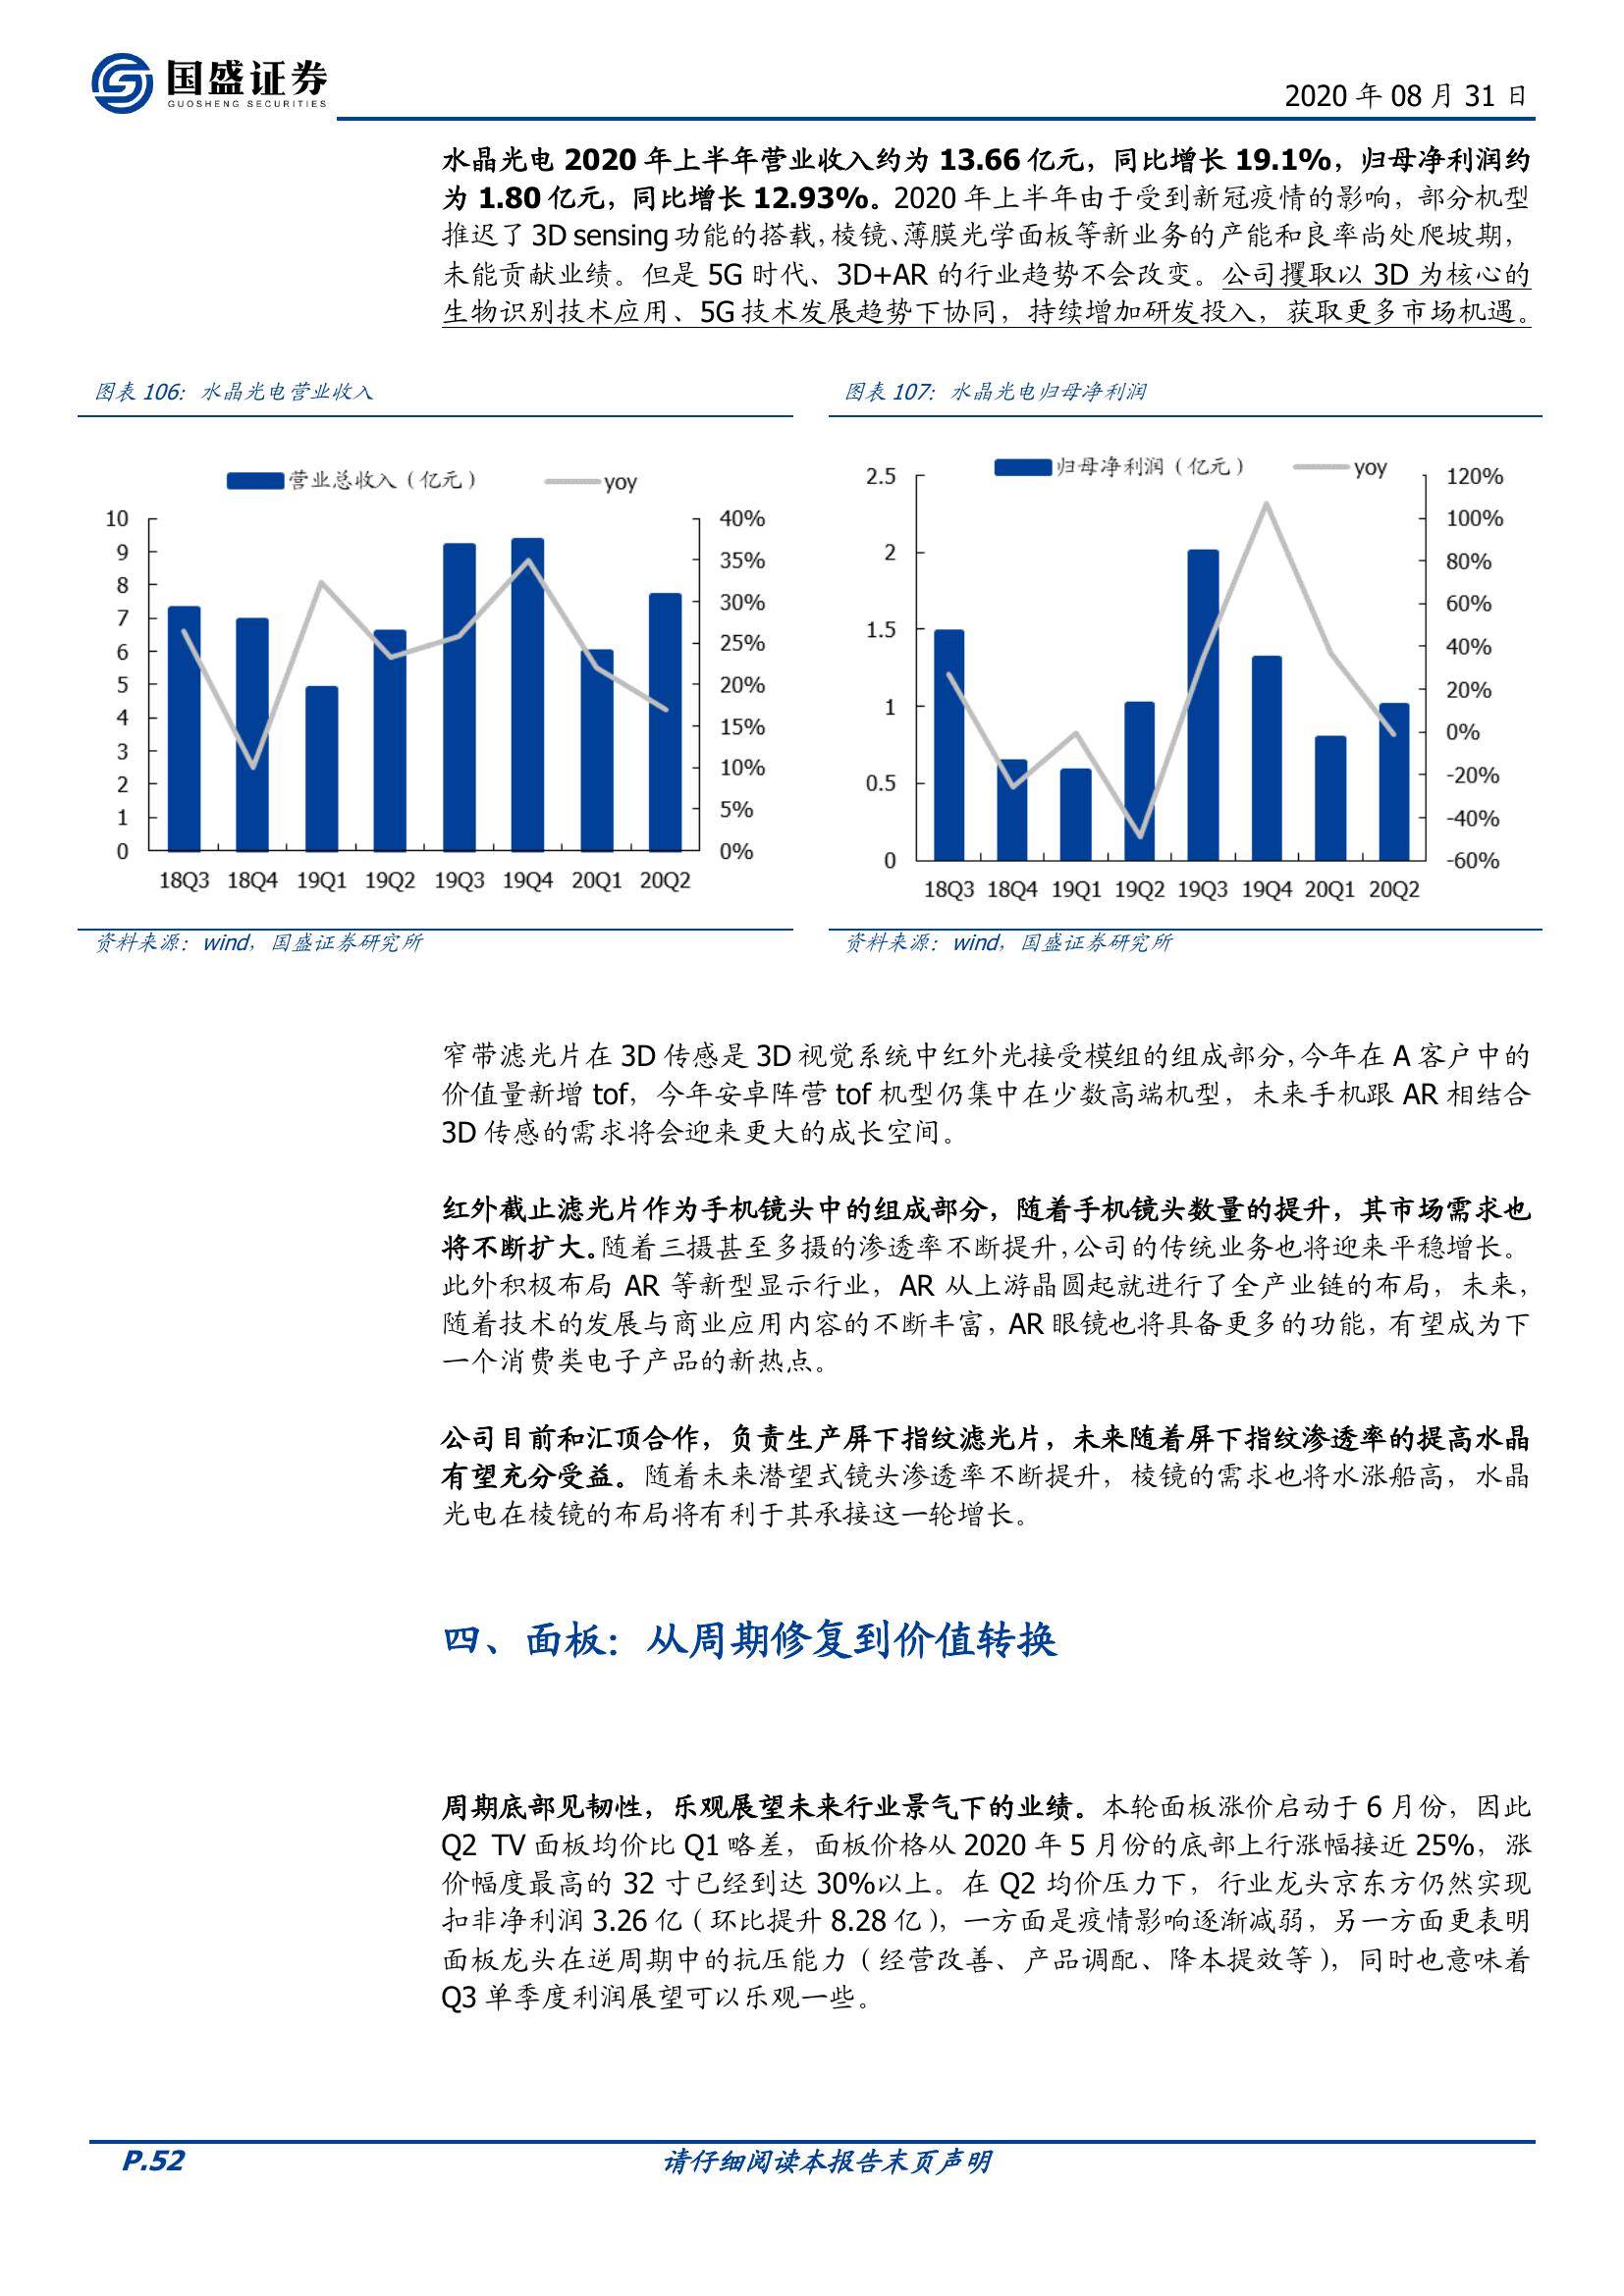 国盛证券
GUOSHENG SECURITIES
2020 年 08 月 31 日
水晶光电 2020 年上半年营业收入约为 13.66 亿元，同比增长 19.1%，归母净利润约
为 1.80 亿元，同比增长 12.93%。2020 年上半年由于受到新冠疫情的影响，部分机型
推迟了 3D sensing 功能的搭载，棱镜、薄膜光学面板等新业务的产能和良率尚处爬坡期，
未能贡献业绩。但是 5G 时代、3D+AR 的行业趋势不会改变。公司攫取以 3D 为核心的
生物识别技术应用、5G 技术发展趋势下协同，持续增加研发投入，获取更多市场机遇。
图表 106：水晶光电营业收入
营业总收入（亿元） yoy
10
9
8
7
6
5
4
3
2
1
0
40%
35%
30%
25%
20%
15%
10%
5%
0%
18Q3 18Q4 19Q1 19Q2 19Q3 19Q4 20Q1 20Q2
资料来源：wind，国盛证券研究所
图表 107：水晶光电归母净利润
归母净利润（亿元） yoy
2.5
2
1.5
1
0.5
0
120%
100%
80%
60%
40%
20%
0%
-20%
-40%
-60%
18Q3 18Q4 19Q1 19Q2 19Q3 19Q4 20Q1 20Q2
资料来源：wind，国盛证券研究所
窄带滤光片在 3D 传感是 3D 视觉系统中红外光接受模组的组成部分，今年在 A 客户中的
价值量新增 tof，今年安卓阵营 tof 机型仍集中在少数高端机型，未来手机跟 AR 相结合
3D 传感的需求将会迎来更大的成长空间。
红外截止滤光片作为手机镜头中的组成部分，随着手机镜头数量的提升，其市场需求也
将不断扩大。随着三摄甚至多摄的渗透率不断提升，公司的传统业务也将迎来平稳增长。
此外积极布局 AR 等新型显示行业，AR 从上游晶圆起就进行了全产业链的布局，未来，
随着技术的发展与商业应用内容的不断丰富，AR 眼镜也将具备更多的功能，有望成为下
一个消费类电子产品的新热点。
公司目前和汇顶合作，负责生产屏下指纹滤光片，未来随着屏下指纹渗透率的提高水晶
有望充分受益。随着未来潜望式镜头渗透率不断提升，棱镜的需求也将水涨船高，水晶
光电在棱镜的布局将有利于其承接这一轮增长。
四、面板：从周期修复到价值转换
周期底部见韧性，乐观展望未来行业景气下的业绩。本轮面板涨价启动于 6 月份，因此
Q2 TV 面板均价比 Q1 略差，面板价格从 2020 年 5 月份的底部上行涨幅接近 25%，涨
价幅度最高的 32 寸已经到达 30%以上。在 Q2 均价压力下，行业龙头京东方仍然实现
扣非净利润 3.26 亿（环比提升 8.28 亿），一方面是疫情影响逐渐减弱，另一方面更表明
面板龙头在逆周期中的抗压能力（经营改善、产品调配、降本提效等），同时也意味着
Q3 单季度利润展望可以乐观一些。
P.52
请仔细阅读本报告末页声明